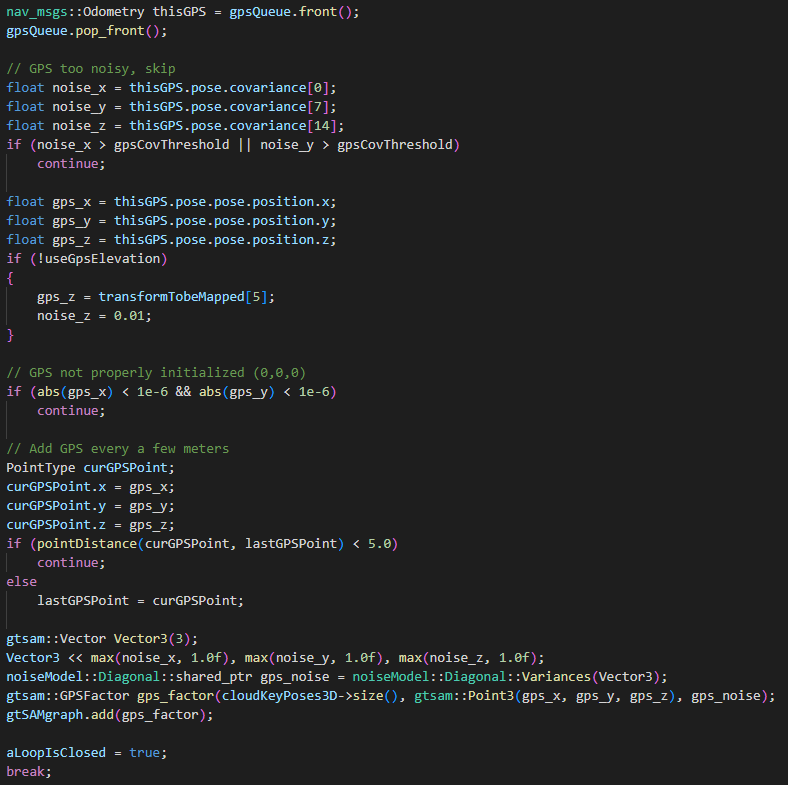 nav_msgs::Odometry thisGPS = gpsQueue.front();
gpsQueue.pop_front();
// GPS too noisy, skip
float noise_x = thisGPS.pose.covariance[0];
float noise_y = thisGPS.pose.covariance[7];
float noise_z = thisGPS.pose.covariance[14];
if (noise_x > gpsCovThreshold || noise_y > gpsCovThreshold)
    continue;
float gps_x = thisGPS.pose.pose.position.x;
float gps_y = thisGPS.pose.pose.position.y;
float gps_z = thisGPS.pose.pose.position.z;
if (!useGpsElevation)
{
    gps_z = transformTobeMapped[5];
    noise_z = 0.01;
}
// GPS not properly initialized (0,0,0)
if (abs(gps_x) < 1e-6 && abs(gps_y) < 1e-6)
    continue;
// Add GPS every a few meters
PointType curGPSPoint;
curGPSPoint.x = gps_x;
curGPSPoint.y = gps_y;
curGPSPoint.z = gps_z;
if (pointDistance(curGPSPoint, lastGPSPoint) < 5.0)
    continue;
else
    lastGPSPoint = curGPSPoint;
gtsam::Vector Vector3(3);
Vector3 << max(noise_x, 1.0f), max(noise_y, 1.0f), max(noise_z, 1.0f);
noiseModel::Diagonal::shared_ptr gps_noise = noiseModel::Diagonal::Variances(Vector3);
gtsam::GPSFactor gps_factor(cloudKeyPoses3D->size(), gtsam::Point3(gps_x, gps_y, gps_z), gps_noise);
gtSAMgraph.add(gps_factor);
aLoopIsClosed = true;
break;